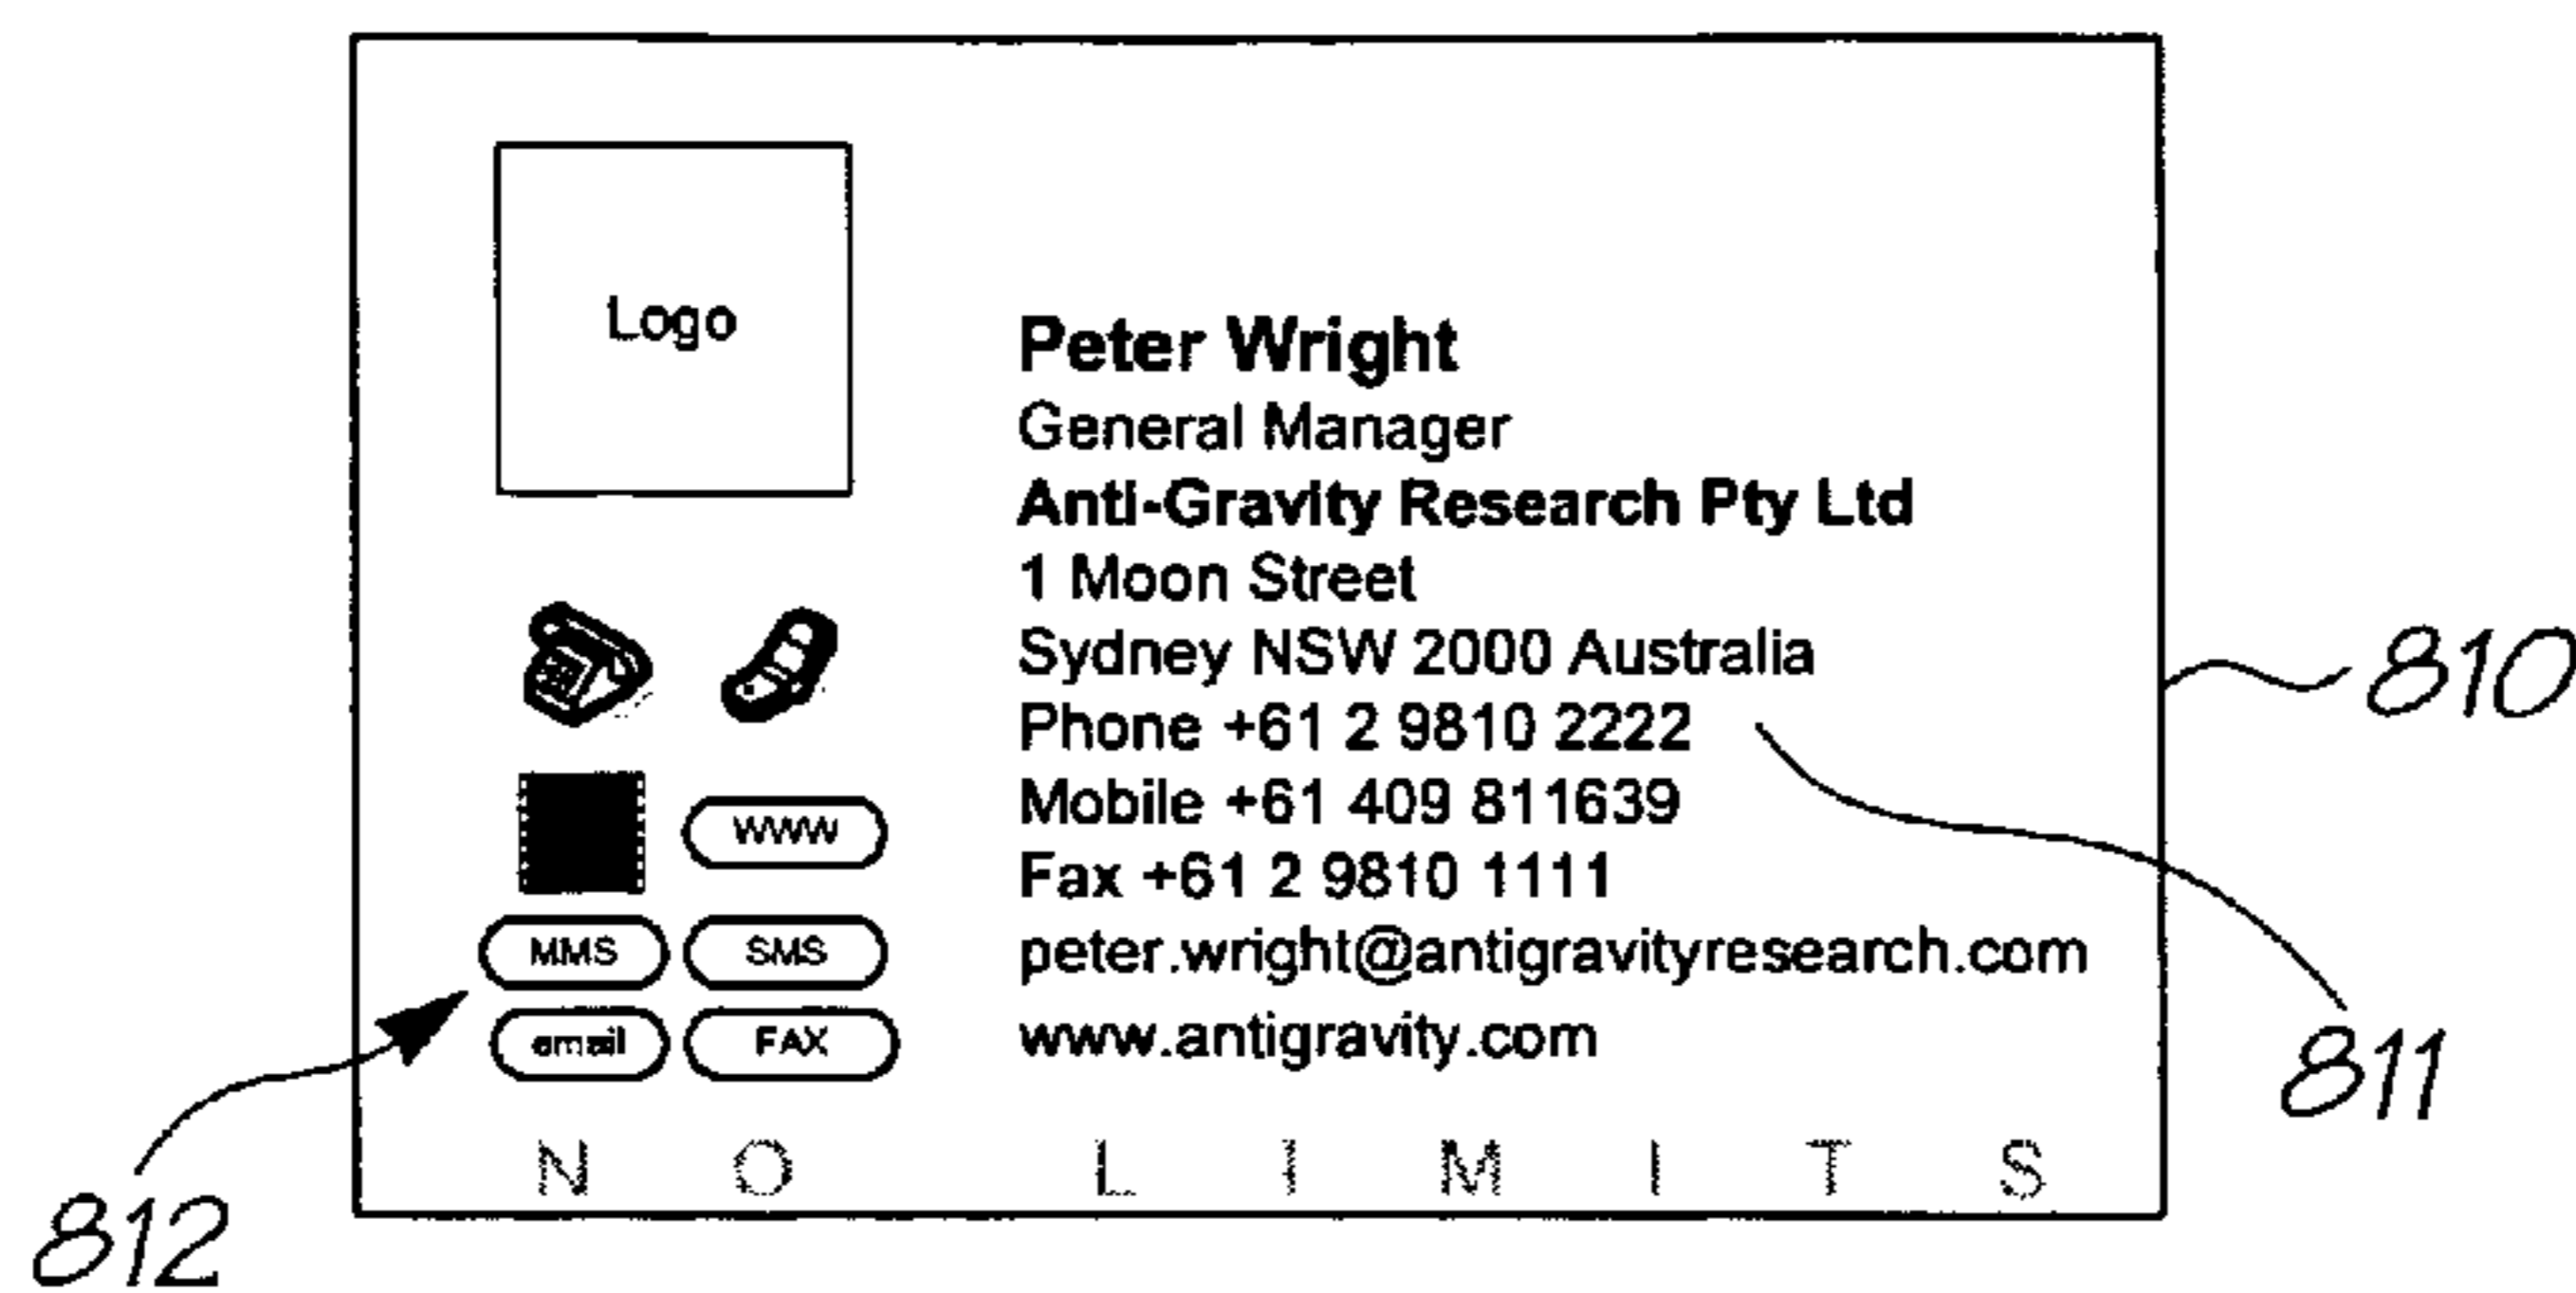 Logo
Peter Wright
General Manager
Anti-Gravity Research Pty Ltd
1 Moon Street
Sydney NSW 2000 Australia
Phone +61 2 9810 2222
Mobile +61 409 811639
Fax +61 2 9810 1111
peter.wright@antigravityresearch.com
www.antigravity.com
WWW
MMS SMS
email FAX
N O L I M I T S
810
811
812